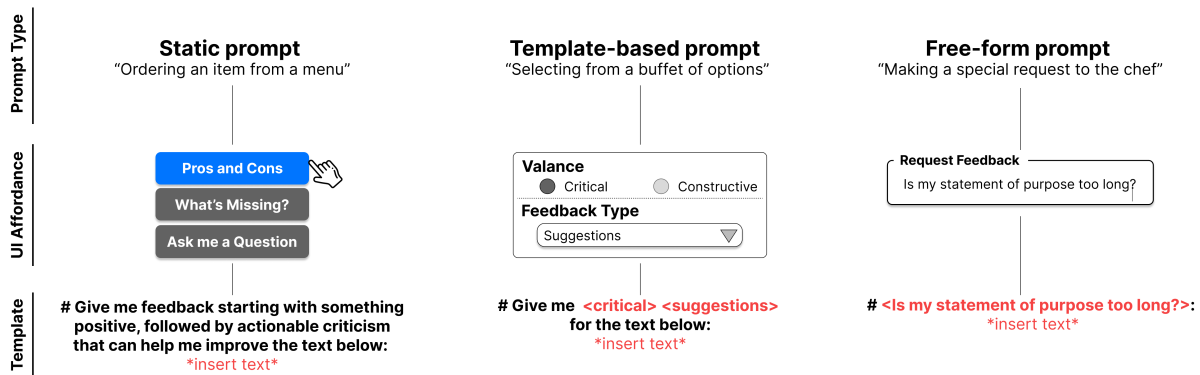 Prompt Type
Static prompt
“Ordering an item from a menu”
Template-based prompt
“Selecting from a buffet of options”
Free-form prompt
“Making a special request to the chef”
UI Affordance
Pros and Cons
What’s Missing?
Ask me a Question
Valance
Critical
Constructive
Feedback Type
Suggestions
Request Feedback
Is my statement of purpose too long?
Template
# Give me feedback starting with something
positive, followed by actionable criticism
that can help me improve the text below:
*insert text*
# Give me <critical> <suggestions>
for the text below:
*insert text*
# <Is my statement of purpose too long?>:
*insert text*